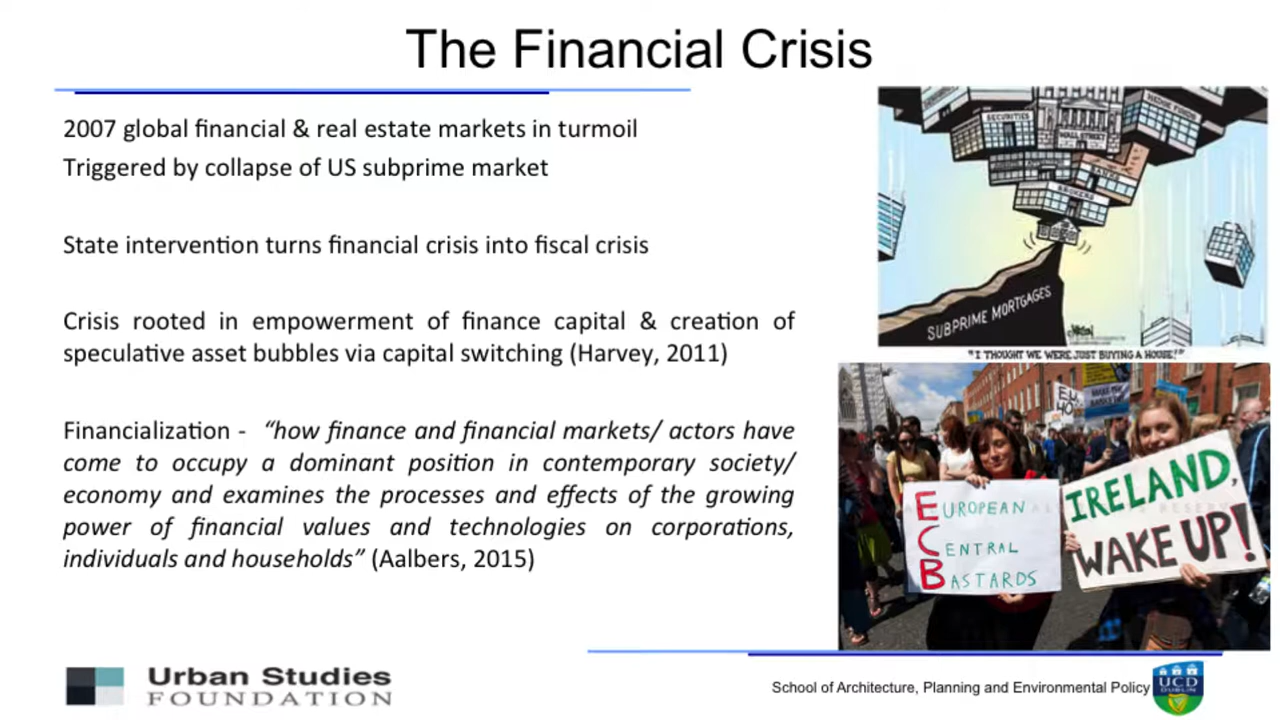 The Financial Crisis
2007 global financial & real estate markets in turmoil
Triggered by collapse of US subprime market
State intervention turns financial crisis into fiscal crisis
Crisis rooted in empowerment of finance capital & creation of
speculative asset bubbles via capital switching (Harvey, 2011)
Financialization - “how finance and financial markets/ actors have
come to occupy a dominant position in contemporary society/
economy and examines the processes and effects of the growing
power of financial values and technologies on corporations,
individuals and households” (Aalbers, 2015)
SECURITIES
WALL STREET
HEDGE FUNDS
BANKS
BROKERS
SUBPRIME MORTGAGES
"I THOUGHT WE WERE JUST BUYING A HOUSE!"
EUROPEAN
CENTRAL
BASTARDS
IRELAND,
WAKE UP!
Urban Studies
FOUNDATION
School of Architecture, Planning and Environmental Policy
UCD
DUBLIN